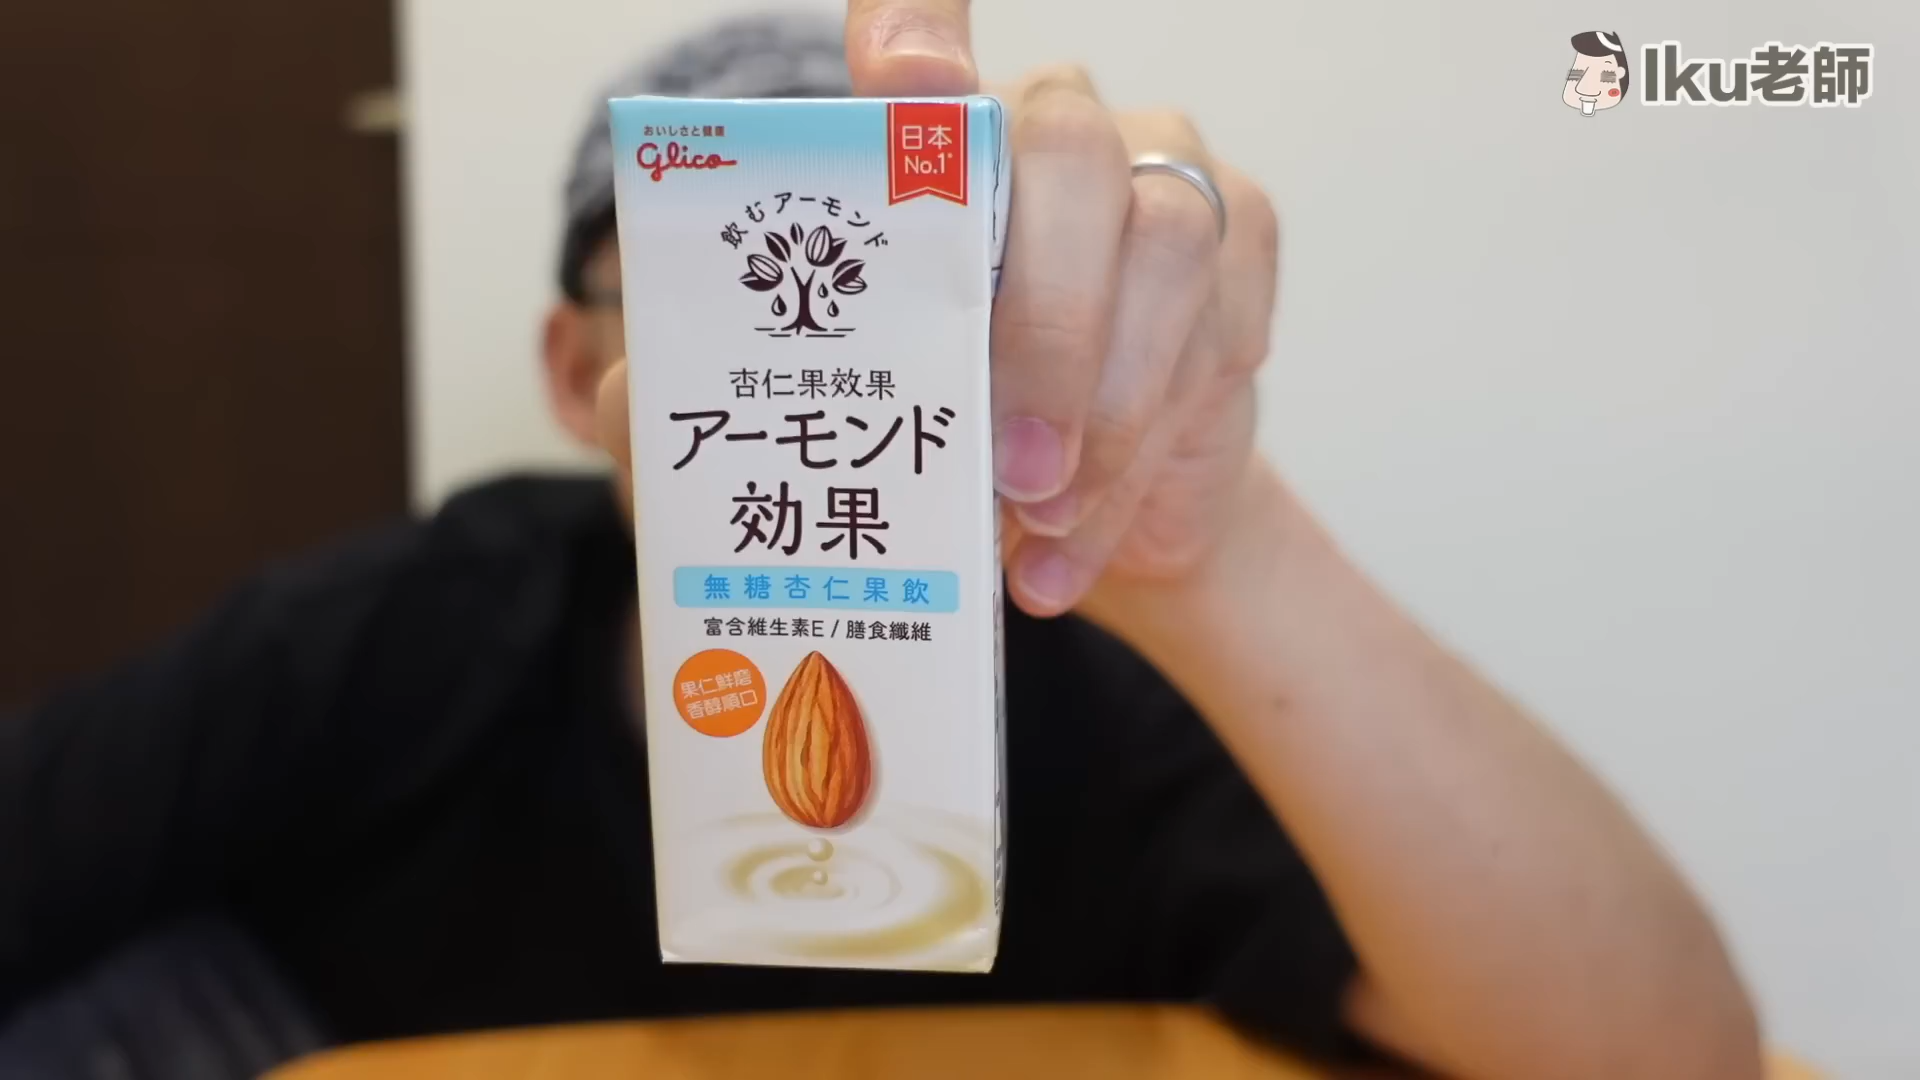 Iku老師
おいしさと健康
glico
日本
No.1*
飲むアーモンド
杏仁果效果
アーモンド
効果
無糖杏仁果飲
富含維生素E / 膳食纖維
果仁鮮磨
香醇順口